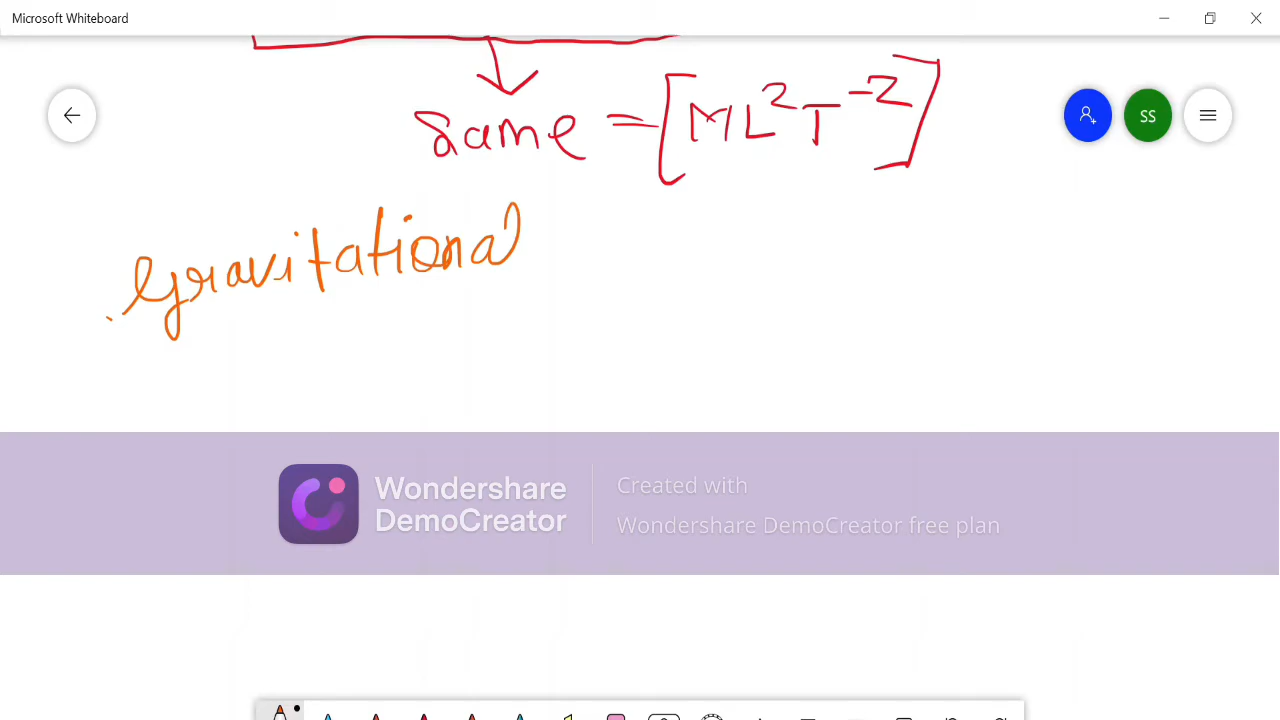 Microsoft Whiteboard
same = [ML²T⁻²]
SS
Gravitational
Wondershare
DemoCreator
Created with
Wondershare DemoCreator free plan